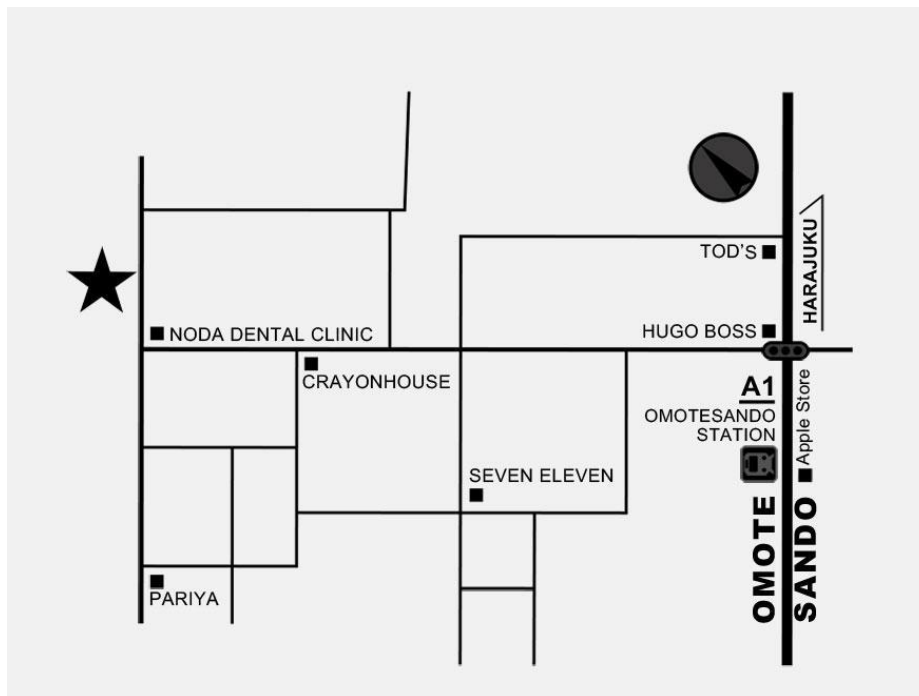 TOD'S
HARAJUKU
NODA DENTAL CLINIC
HUGO BOSS
CRAYONHOUSE
A1
OMOTESANDO
STATION
Apple Store
SEVEN ELEVEN
OMOTE
SANDO
PARIYA